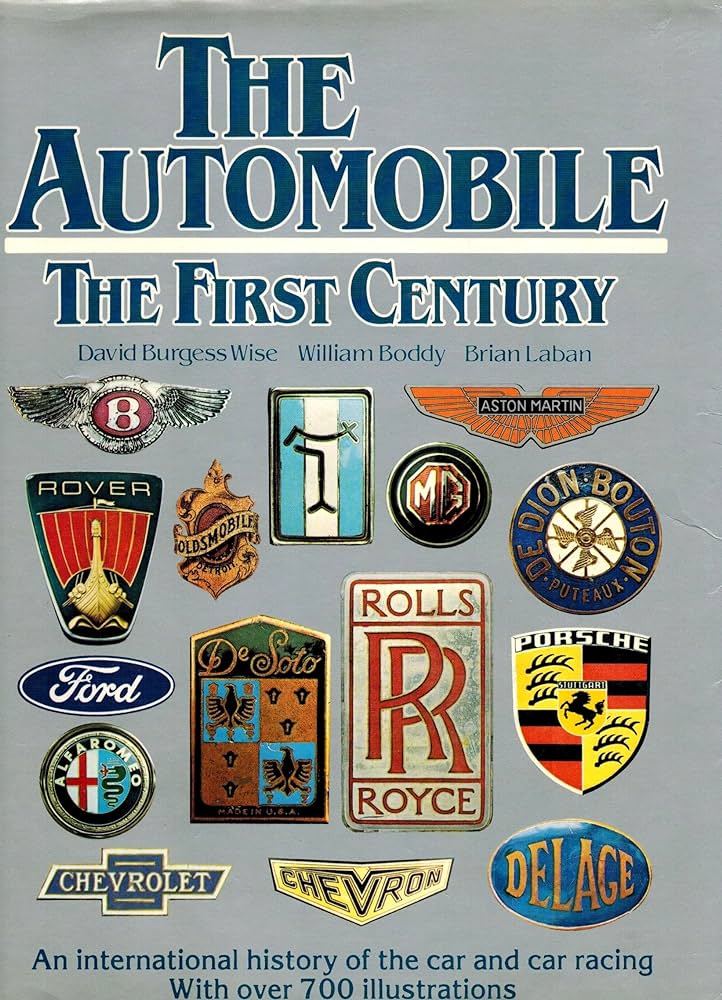 THE
AUTOMOBILE
THE FIRST CENTURY
David Burgess Wise William Boddy Brian Laban
B
ASTON MARTIN
ROVER
OLDSMOBILE
DETROIT
MG
DE DION-BOUTON
PUTEAUX
ROLLS
RR
ROYCE
De Soto
MADE IN U.S.A.
PORSCHE
STUTTGART
Ford
ALFA ROMEO
CHEVROLET
CHEVRON
DELAGE
An international history of the car and car racing
With over 700 illustrations